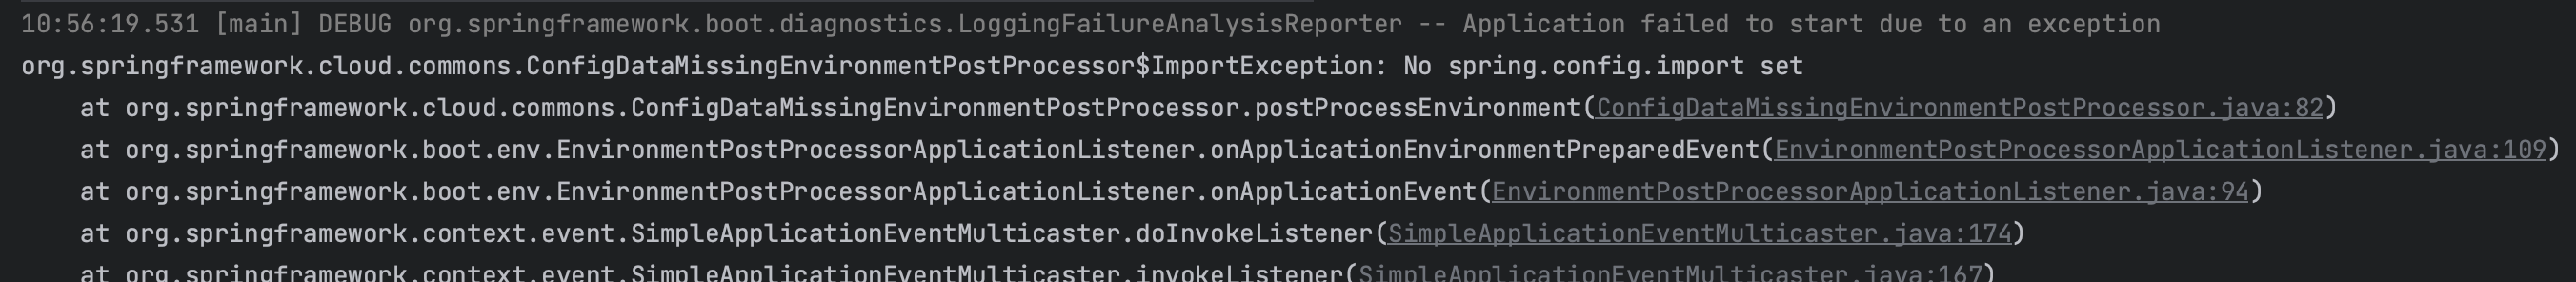 10:56:19.531 [main] DEBUG org.springframework.boot.diagnostics.LoggingFailureAnalysisReporter -- Application failed to start due to an exception
org.springframework.cloud.commons.ConfigDataMissingEnvironmentPostProcessor$ImportException: No spring.config.import set
at org.springframework.cloud.commons.ConfigDataMissingEnvironmentPostProcessor.postProcessEnvironment(ConfigDataMissingEnvironmentPostProcessor.java:82)
at org.springframework.boot.env.EnvironmentPostProcessorApplicationListener.onApplicationEnvironmentPreparedEvent(EnvironmentPostProcessorApplicationListener.java:109)
at org.springframework.boot.env.EnvironmentPostProcessorApplicationListener.onApplicationEvent(EnvironmentPostProcessorApplicationListener.java:94)
at org.springframework.context.event.SimpleApplicationEventMulticaster.doInvokeListener(SimpleApplicationEventMulticaster.java:174)
at org.springframework.context.event.SimpleApplicationEventMulticaster.invokeListener(SimpleApplicationEventMulticaster.java:167)